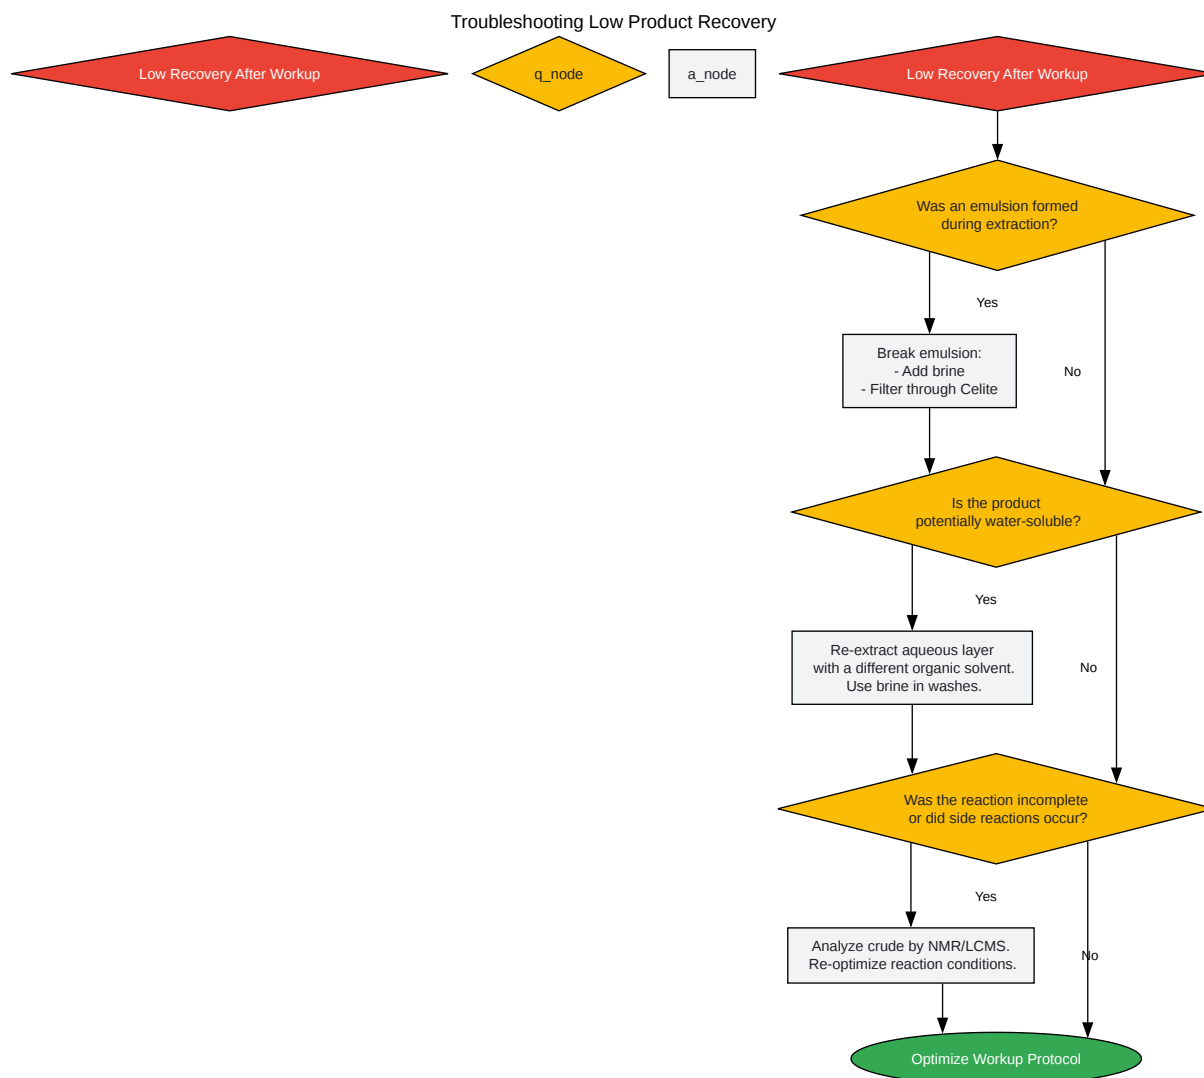 Troubleshooting Low Product Recovery
Low Recovery After Workup
q_node
a_node
Low Recovery After Workup
Was an emulsion formed
during extraction?
Yes
Break emulsion:
- Add brine
- Filter through Celite
No
Is the product
potentially water-soluble?
Yes
Re-extract aqueous layer
with a different organic solvent.
Use brine in washes.
No
Was the reaction incomplete
or did side reactions occur?
Yes
Analyze crude by NMR/LCMS.
Re-optimize reaction conditions.
No
Optimize Workup Protocol